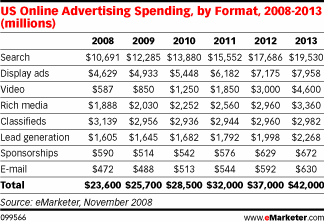 US Online Advertising Spending, by Format, 2008-2013
(millions)
2008 2009 2010 2011 2012 2013
Search $10,691 $12,285 $13,880 $15,552 $17,686 $19,530
Display ads $4,629 $4,933 $5,448 $6,182 $7,175 $7,958
Video $587 $850 $1,250 $1,850 $3,000 $4,600
Rich media $1,888 $2,030 $2,252 $2,560 $2,960 $3,360
Classifieds $3,139 $2,956 $2,936 $2,944 $2,960 $2,982
Lead generation $1,605 $1,645 $1,682 $1,792 $1,998 $2,268
Sponsorships $590 $514 $542 $576 $629 $672
E-mail $472 $488 $513 $544 $592 $630
Total $23,600 $25,700 $28,500 $32,000 $37,000 $42,000
Source: eMarketer, November 2008
099566 www.eMarketer.com